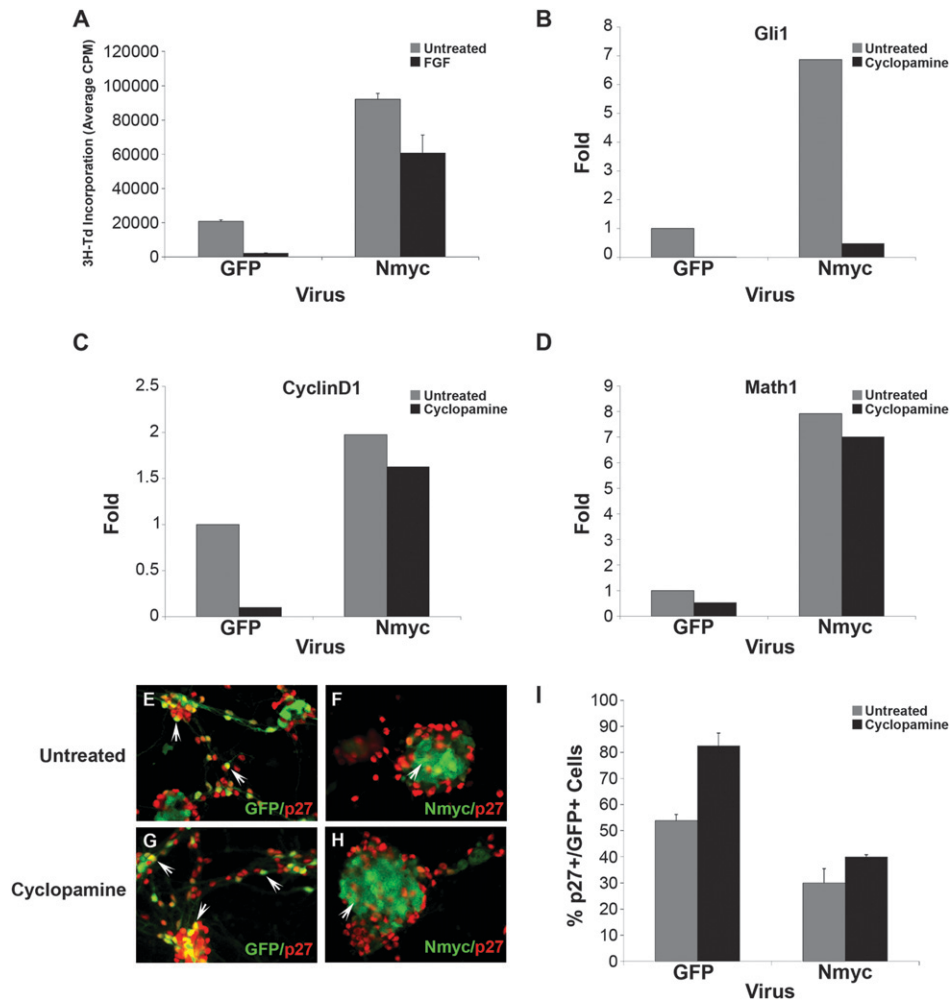 A
3H-Td Incorporation (Average CPM)
120000
100000
80000
60000
40000
20000
0
Untreated
FGF
GFP
Nmyc
Virus
B
Gli1
Fold
8
7
6
5
4
3
2
1
0
Untreated
Cyclopamine
GFP
Nmyc
Virus
C
CyclinD1
Fold
2.5
2
1.5
1
0.5
0
Untreated
Cyclopamine
GFP
Nmyc
Virus
D
Math1
Fold
9
8
7
6
5
4
3
2
1
0
Untreated
Cyclopamine
GFP
Nmyc
Virus
Untreated
E
GFP/p27
F
Nmyc/p27
Cyclopamine
G
GFP/p27
H
Nmyc/p27
I
% p27+/GFP+ Cells
100
90
80
70
60
50
40
30
20
10
0
Untreated
Cyclopamine
GFP
Nmyc
Virus